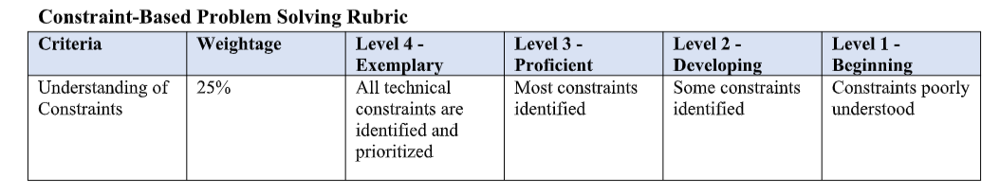 Constraint-Based Problem Solving Rubric
Criteria
Weightage
Level 4 -
Exemplary
Level 3 -
Proficient
Level 2 -
Developing
Level 1 -
Beginning
Understanding of
Constraints
25%
All technical
constraints are
identified and
prioritized
Most constraints
identified
Some constraints
identified
Constraints poorly
understood